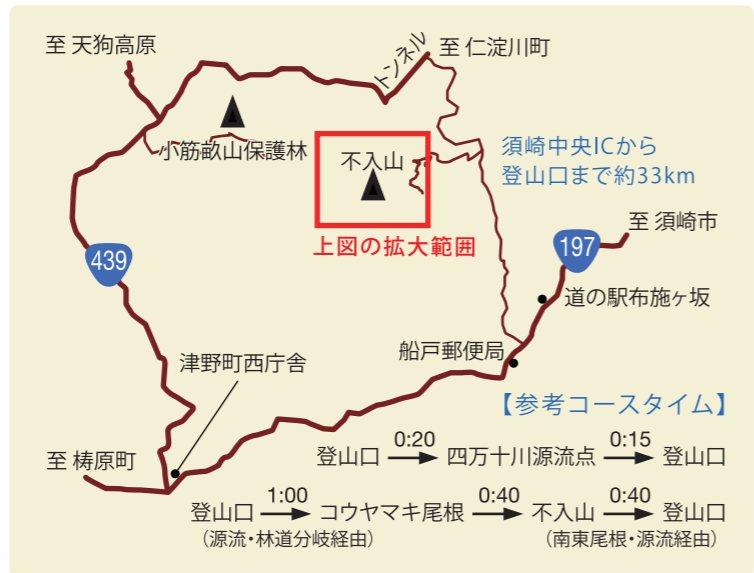 至 天狗高原
トンネル
至 仁淀川町
小筋畝山保護林
不入山
須崎中央ICから
登山口まで約33km
上図の拡大範囲
至 須崎市
439
197
道の駅布施ヶ坂
船戸郵便局
津野町西庁舎
至 梼原町
【参考コースタイム】
登山口 0:20 四万十川源流点 0:15 登山口
登山口 1:00 コウヤマキ尾根 0:40 不入山 0:40 登山口
(源流・林道分岐経由) (南東尾根・源流経由)